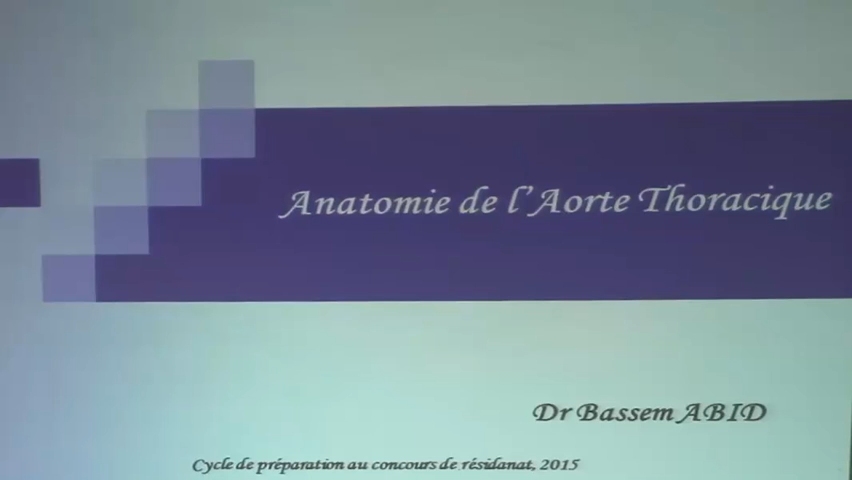 Anatomie de l'Aorte Thoracique
Dr Bassem ABID
Cycle de préparation au concours de résidanat, 2015